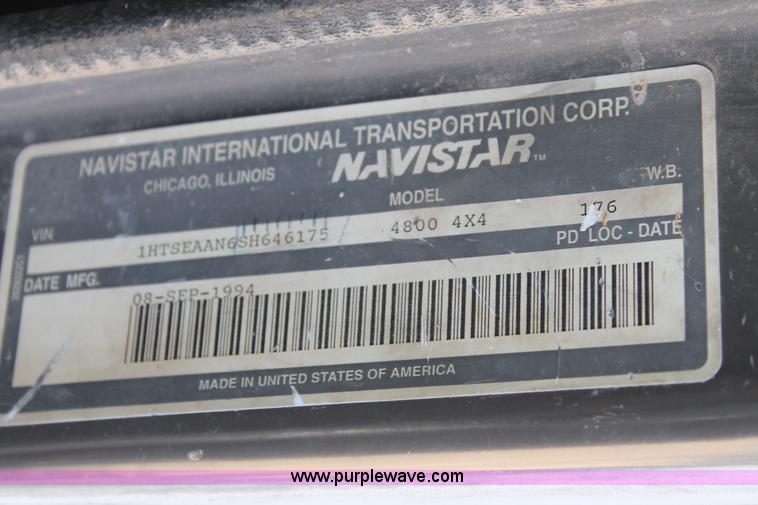 NAVISTAR INTERNATIONAL TRANSPORTATION CORP.
CHICAGO, ILLINOIS NAVISTAR™
VIN MODEL W.B.
1HTSEAAN6SH646175 4800 4X4 176
DATE MFG. PD LOC - DATE
08-SEP-1994
MADE IN UNITED STATES OF AMERICA
www.purplewave.com